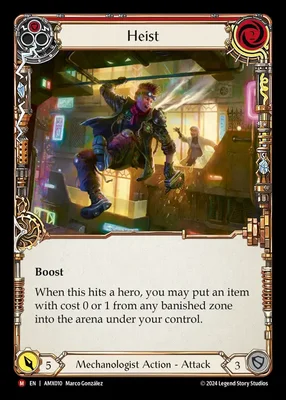 Heist
Boost
When this hits a hero, you may put an item
with cost 0 or 1 from any banished zone
into the arena under your control.
5 Mechanologist Action - Attack 3
M EN | AMX010 Marco González © 2024 Legend Story Studios